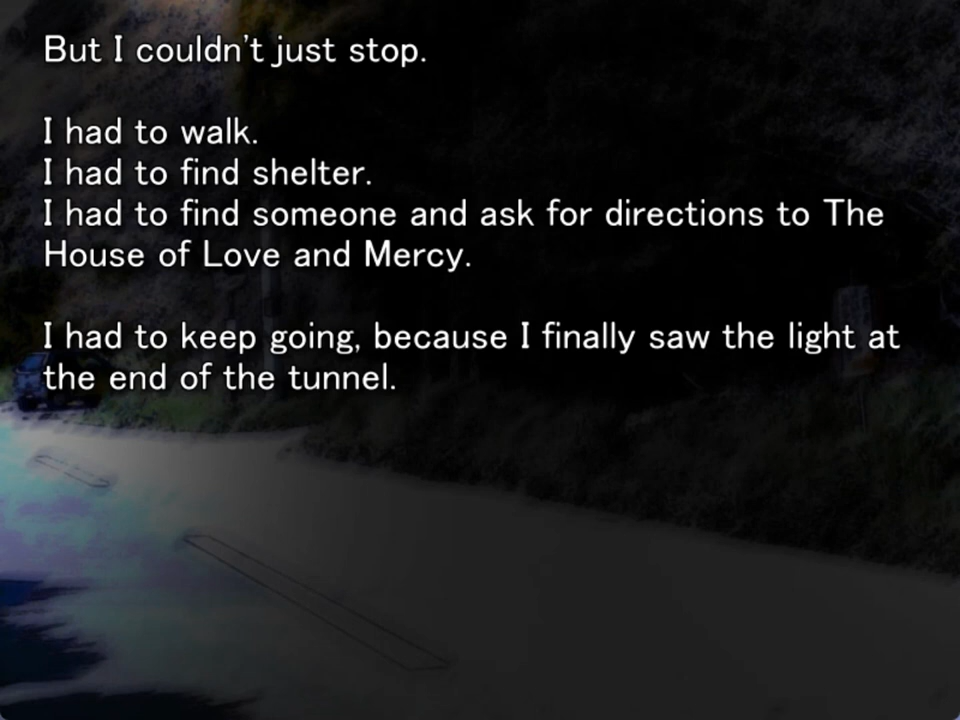 But I couldn't just stop.
I had to walk.
I had to find shelter.
I had to find someone and ask for directions to The
House of Love and Mercy.
I had to keep going, because I finally saw the light at
the end of the tunnel.